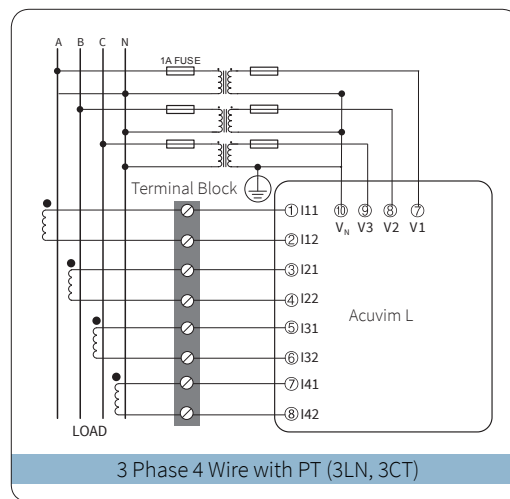 A B C N
1A FUSE
Terminal Block
① I11 ⑩ ⑨ ⑧ ⑦
VN V3 V2 V1
② I12
③ I21
④ I22
Acuvim L
⑤ I31
⑥ I32
⑦ I41
⑧ I42
LOAD
3 Phase 4 Wire with PT (3LN, 3CT)